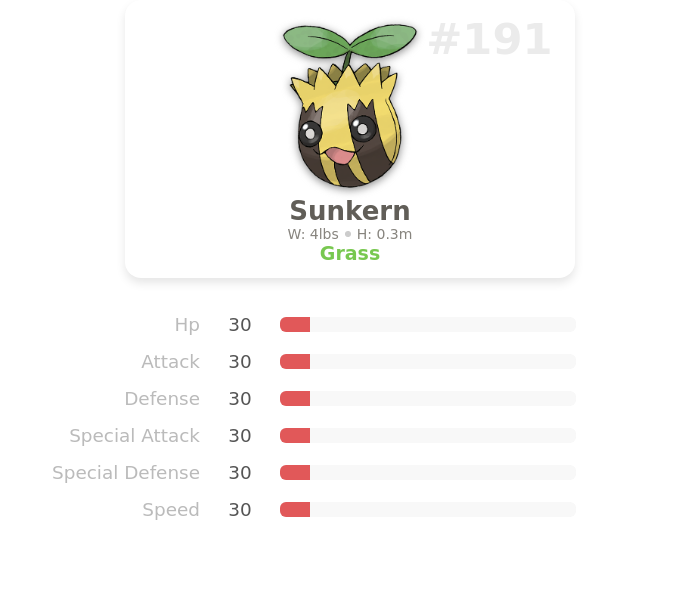 #191
Sunkern
W: 4lbs • H: 0.3m
Grass
Hp 30
Attack 30
Defense 30
Special Attack 30
Special Defense 30
Speed 30